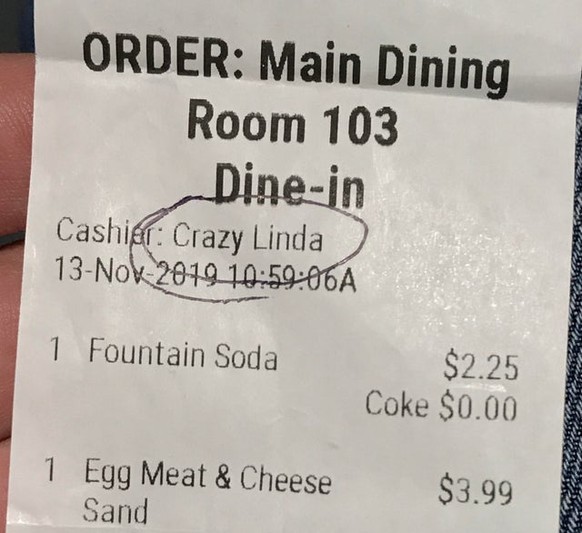 ORDER: Main Dining
Room 103
Dine-in
Cashier: Crazy Linda
13-Nov-2019 10:59:06A
1 Fountain Soda $2.25
Coke $0.00
1 Egg Meat & Cheese $3.99
Sand